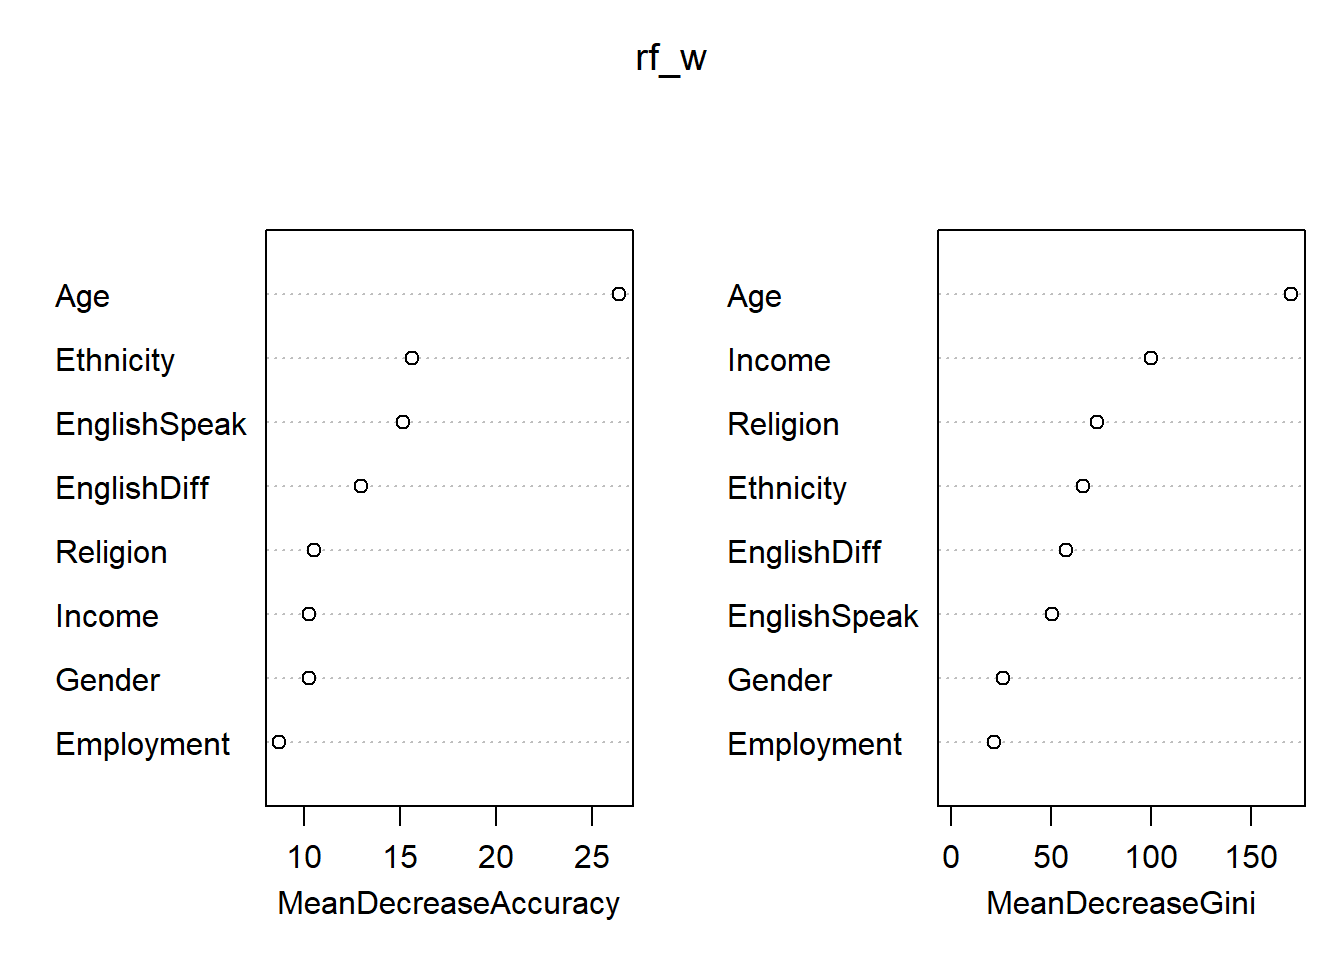 rf_w
Age
Ethnicity
EnglishSpeak
EnglishDiff
Religion
Income
Gender
Employment
10 15 20 25
MeanDecreaseAccuracy
Age
Income
Religion
Ethnicity
EnglishDiff
EnglishSpeak
Gender
Employment
0 50 100 150
MeanDecreaseGini